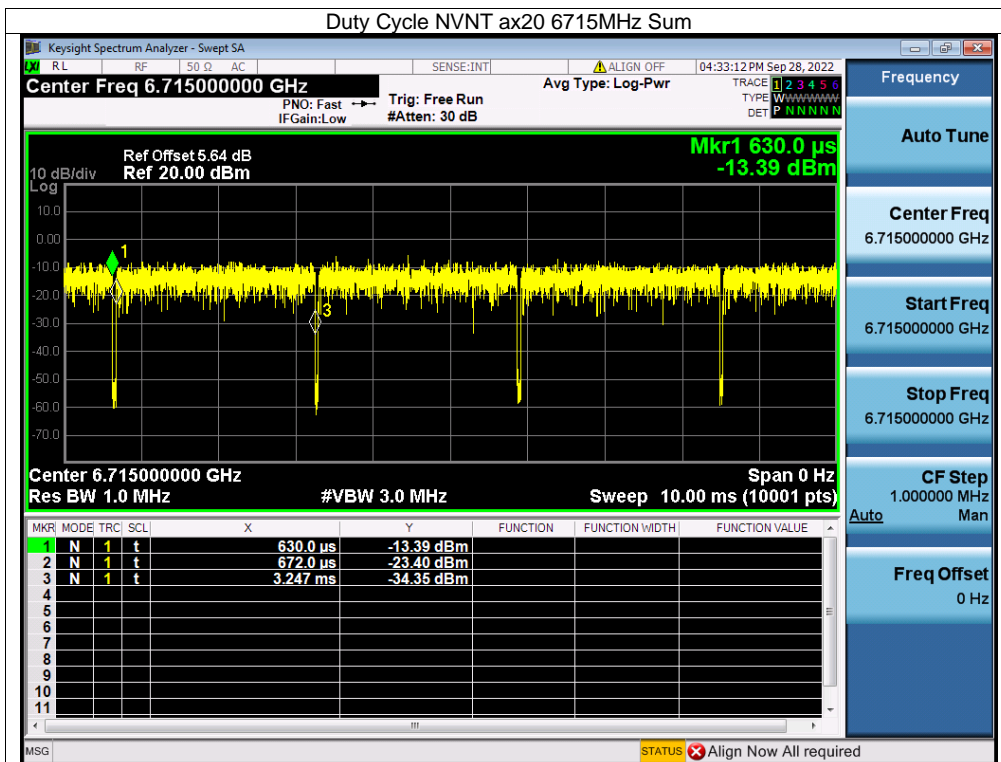 Duty Cycle NVNT ax20 6715MHz Sum
Keysight Spectrum Analyzer - Swept SA
LXI RL RF 50 Ω AC SENSE:INT ALIGN OFF 04:33:12 PM Sep 28, 2022
Center Freq 6.715000000 GHz
PNO: Fast
IFGain:Low
Trig: Free Run
#Atten: 30 dB
Avg Type: Log-Pwr
TRACE 1 2 3 4 5 6
TYPE WWWWWWW
DET P N N N N N
Frequency
Auto Tune
Center Freq
6.715000000 GHz
Start Freq
6.715000000 GHz
Stop Freq
6.715000000 GHz
CF Step
1.000000 MHz
Auto Man
Freq Offset
0 Hz
Mkr1 630.0 µs
-13.39 dBm
Ref Offset 5.64 dB
10 dB/div Ref 20.00 dBm
Log
10.0
0.00
-10.0
-20.0
-30.0
-40.0
-50.0
-60.0
-70.0
1
3
Center 6.715000000 GHz Span 0 Hz
Res BW 1.0 MHz #VBW 3.0 MHz Sweep 10.00 ms (10001 pts)
MKR MODE TRC SCL X Y FUNCTION FUNCTION WIDTH FUNCTION VALUE
1 N 1 t 630.0 µs -13.39 dBm
2 N 1 t 672.0 µs -23.40 dBm
3 N 1 t 3.247 ms -34.35 dBm
4
5
6
7
8
9
10
11
MSG STATUS Align Now All required